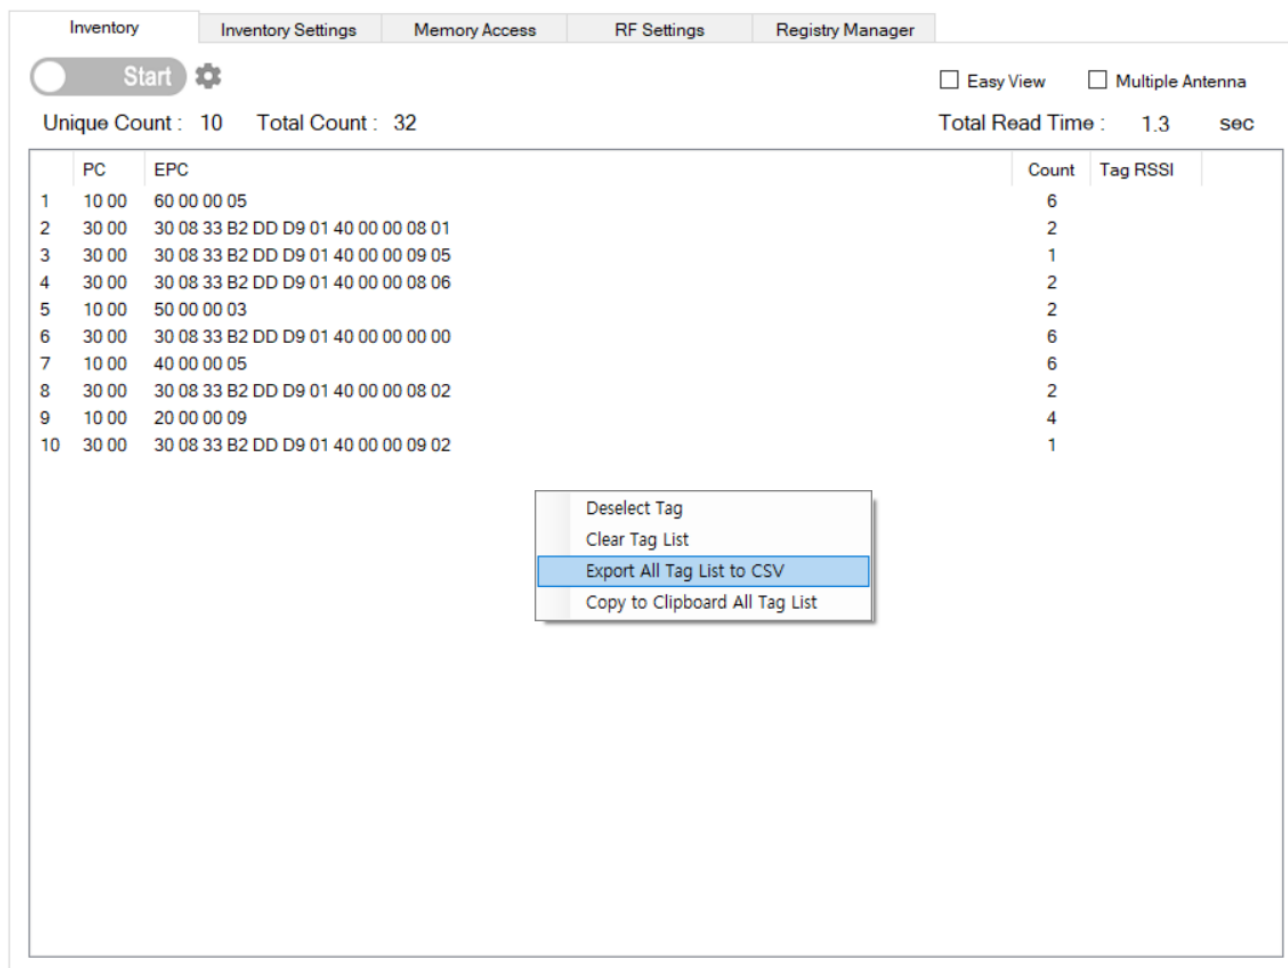 Inventory Inventory Settings Memory Access RF Settings Registry Manager
Start Easy View Multiple Antenna
Unique Count : 10 Total Count : 32 Total Read Time : 1.3 sec
PC EPC Count Tag RSSI
1 10 00 60 00 00 05 6
2 30 00 30 08 33 B2 DD D9 01 40 00 00 08 01 2
3 30 00 30 08 33 B2 DD D9 01 40 00 00 09 05 1
4 30 00 30 08 33 B2 DD D9 01 40 00 00 08 06 2
5 10 00 50 00 00 03 2
6 30 00 30 08 33 B2 DD D9 01 40 00 00 00 00 6
7 10 00 40 00 00 05 6
8 30 00 30 08 33 B2 DD D9 01 40 00 00 08 02 2
9 10 00 20 00 00 09 4
10 30 00 30 08 33 B2 DD D9 01 40 00 00 09 02 1
Deselect Tag
Clear Tag List
Export All Tag List to CSV
Copy to Clipboard All Tag List